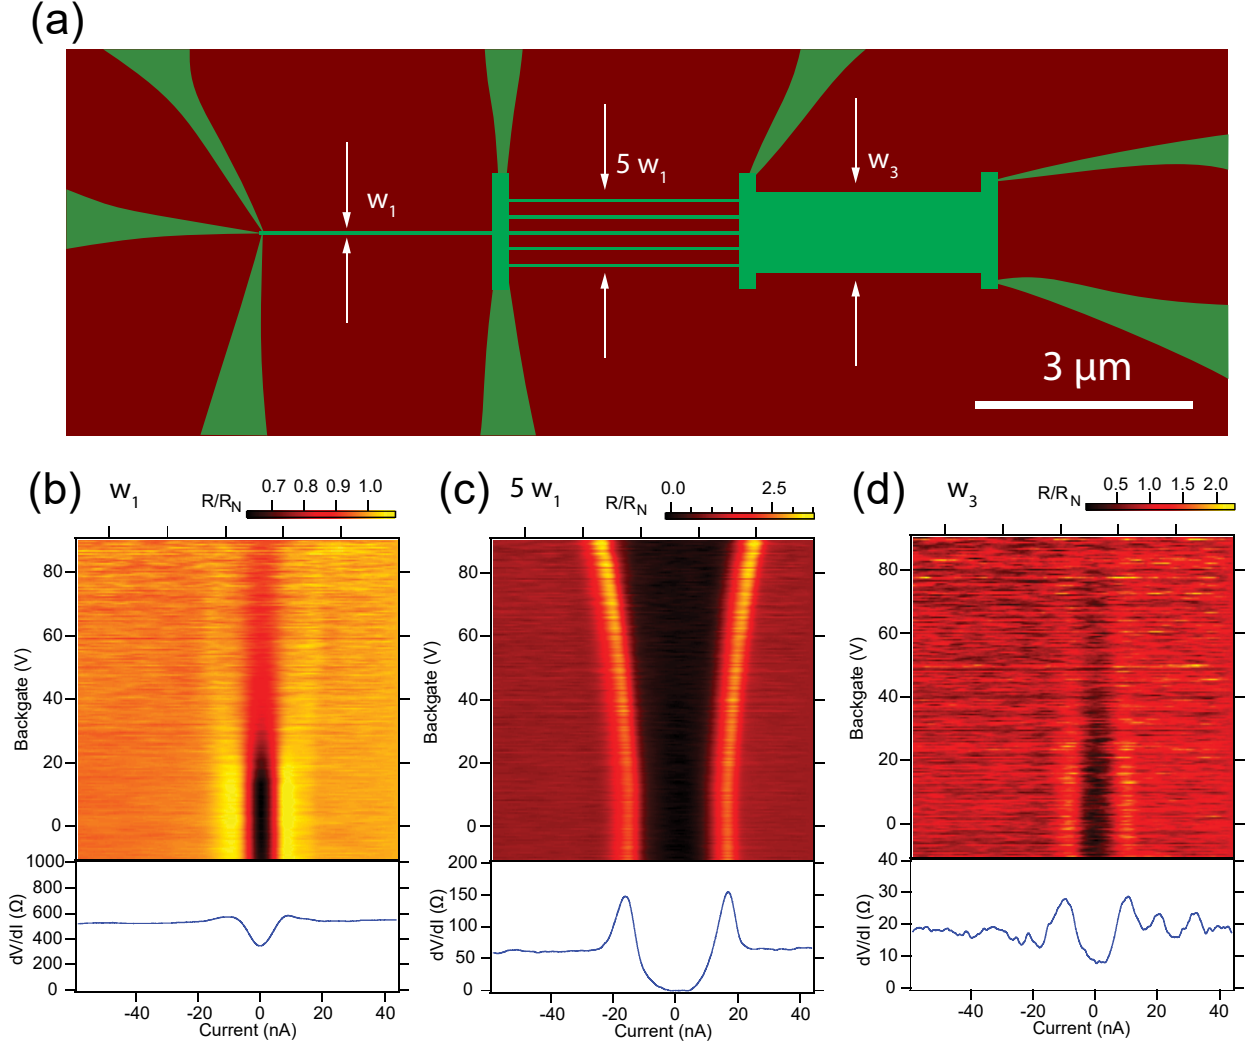 (a)
w1
5 w1
w3
3 μm
(b)
w1
R/RN
0.7 0.8 0.9 1.0
Backgate (V)
80
60
40
20
0
dV/dI (Ω)
1000
800
600
400
200
0
-40 -20 0 20 40
Current (nA)
(c)
5 w1
R/RN
0.0 2.5
Backgate (V)
80
60
40
20
0
dV/dI (Ω)
200
150
100
50
0
-40 -20 0 20 40
Current (nA)
(d)
w3
R/RN
0.5 1.0 1.5 2.0
Backgate (V)
80
60
40
20
0
dV/dI (Ω)
40
30
20
10
0
-40 -20 0 20 40
Current (nA)